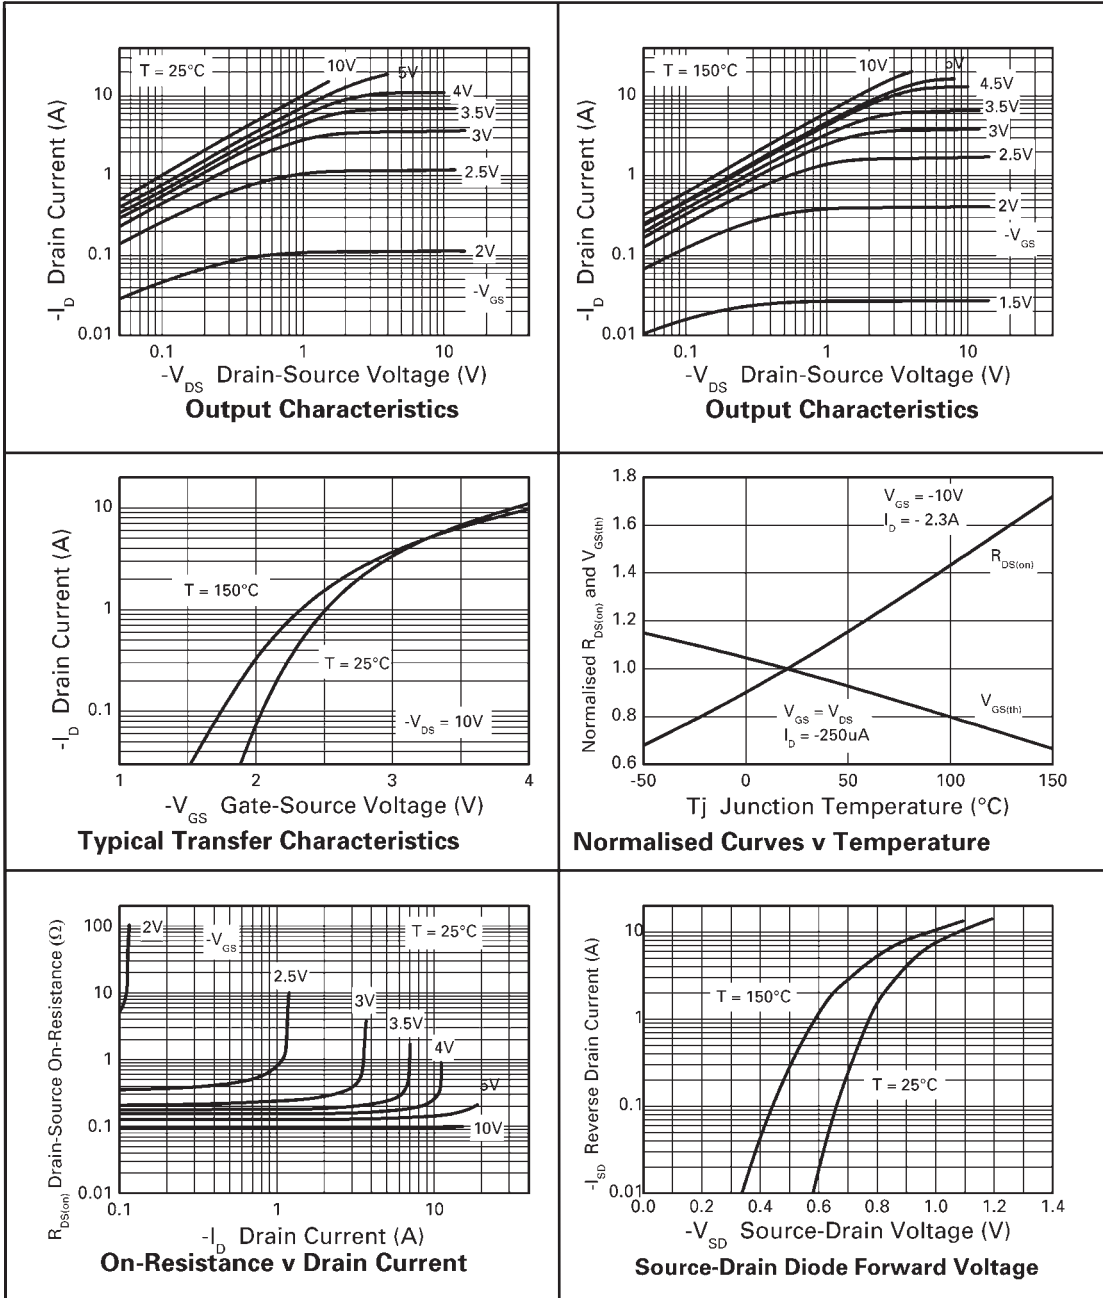 T = 25°C
10V
5V
4V
3.5V
3V
2.5V
2V
-VGS
10
1
0.1
0.01
-ID Drain Current (A)
0.1 1 10
-VDS Drain-Source Voltage (V)
Output Characteristics
T = 150°C
10V
5V
4.5V
3.5V
3V
2.5V
2V
-VGS
1.5V
10
1
0.1
0.01
-ID Drain Current (A)
0.1 1 10
-VDS Drain-Source Voltage (V)
Output Characteristics
10
1
0.1
-ID Drain Current (A)
T = 150°C
T = 25°C
-VDS = 10V
1 2 3 4
-VGS Gate-Source Voltage (V)
Typical Transfer Characteristics
1.8
1.6
1.4
1.2
1.0
0.8
0.6
Normalised RDS(on) and VGS(th)
VGS = -10V
ID = - 2.3A
RDS(on)
VGS(th)
VGS = VDS
ID = -250uA
-50 0 50 100 150
Tj Junction Temperature (°C)
Normalised Curves v Temperature
100
10
1
0.1
0.01
RDS(on) Drain-Source On-Resistance (Ω)
2V
-VGS
T = 25°C
2.5V
3V
3.5V
4V
5V
10V
0.1 1 10
-ID Drain Current (A)
On-Resistance v Drain Current
10
1
0.1
0.01
-ISD Reverse Drain Current (A)
T = 150°C
T = 25°C
0.0 0.2 0.4 0.6 0.8 1.0 1.2 1.4
-VSD Source-Drain Voltage (V)
Source-Drain Diode Forward Voltage